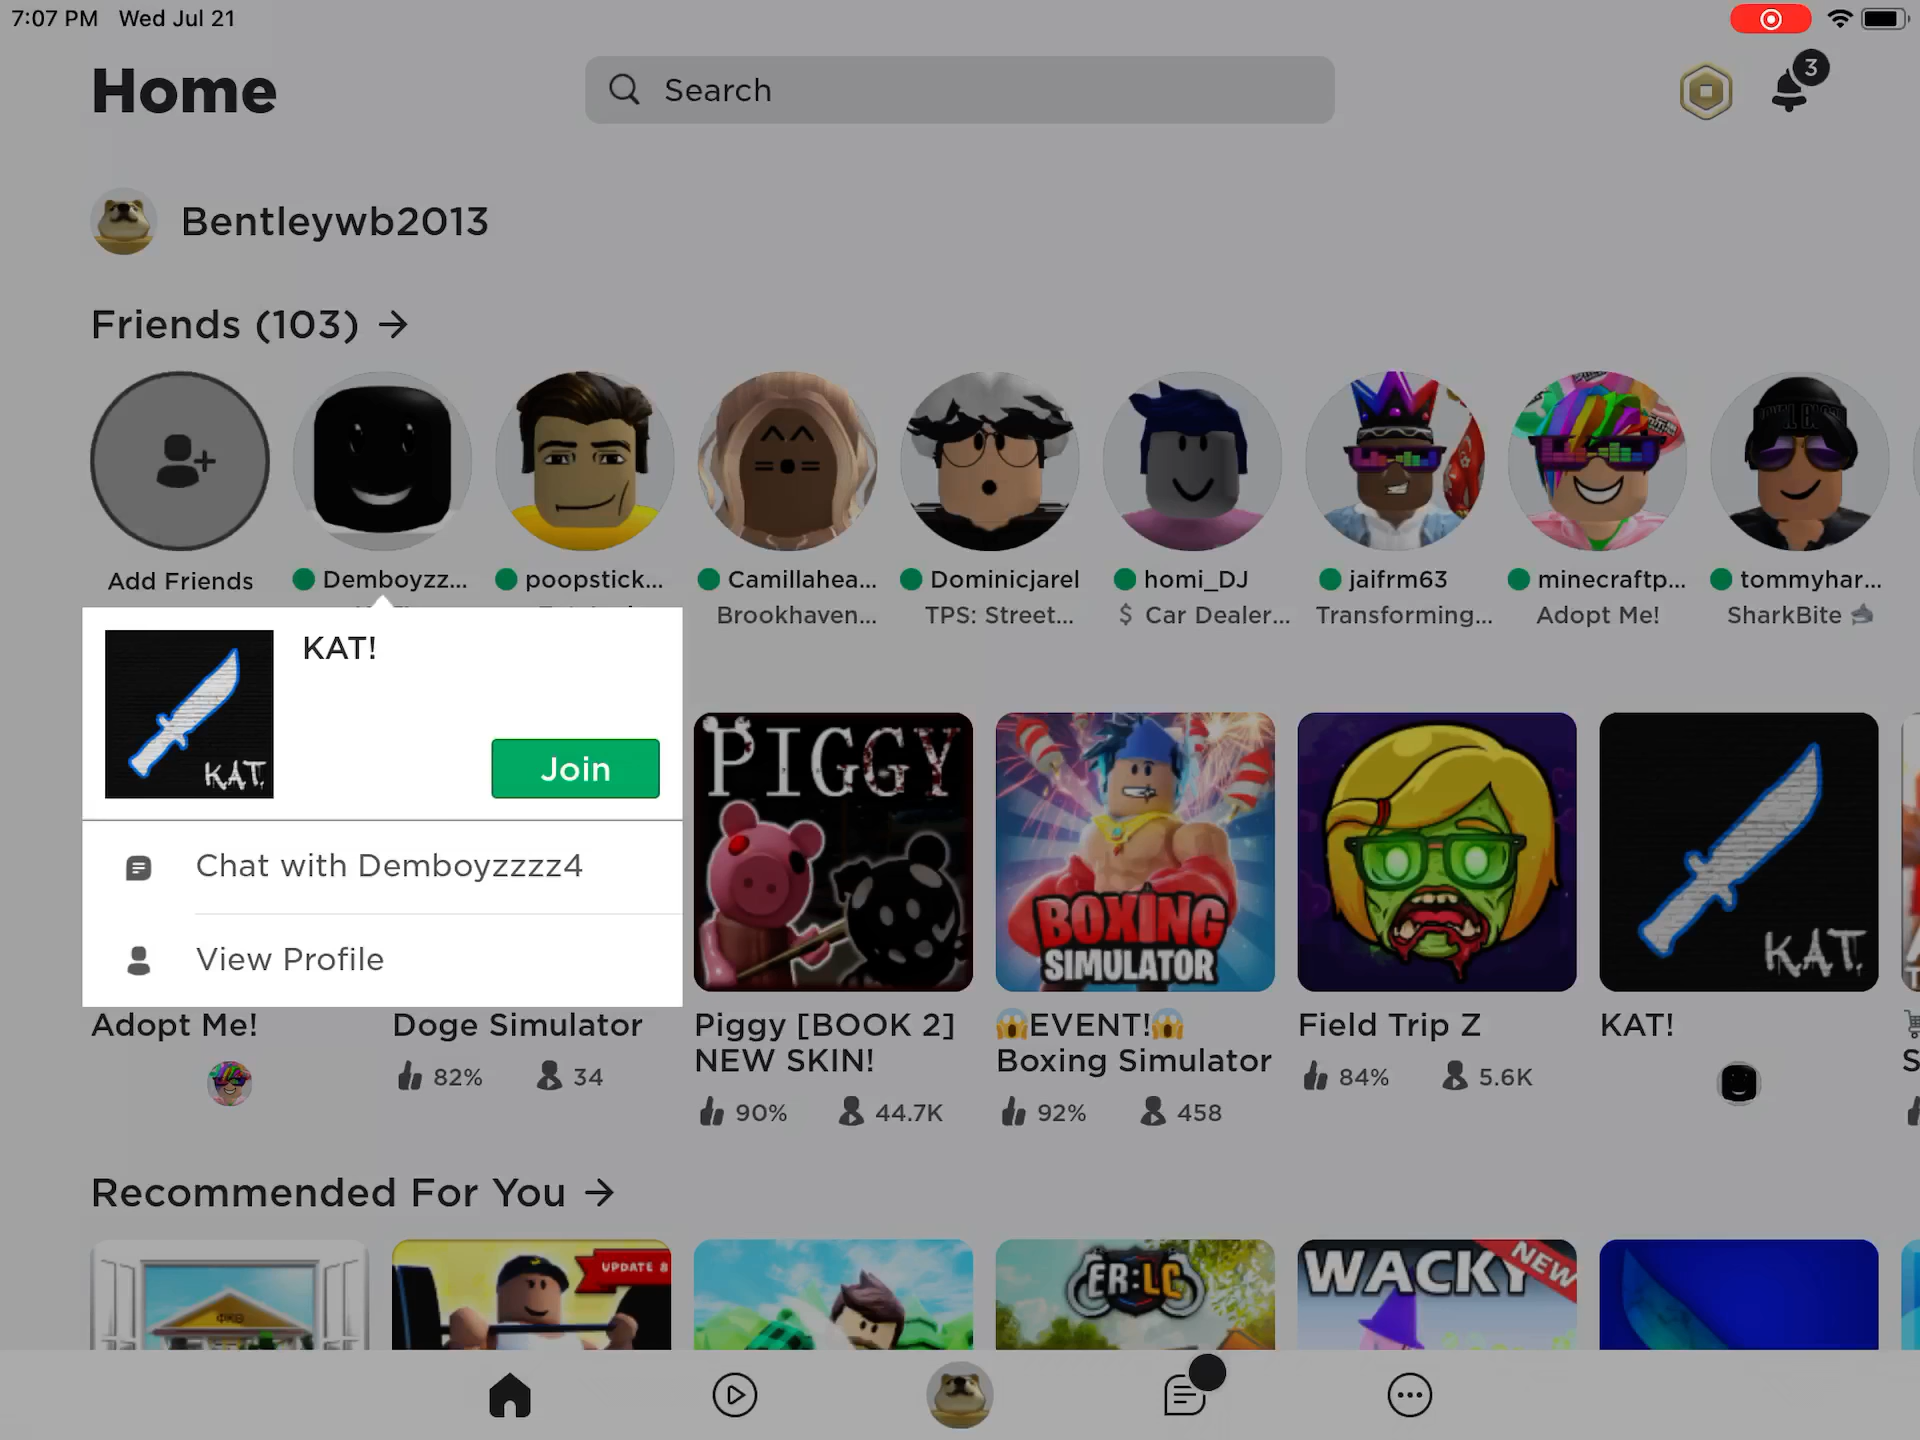 7:07 PM Wed Jul 21
Home
Search
3
Bentleywb2013
Friends (103)
Add Friends
Demboyzz...
poopstick...
Camillahea...
Brookhaven...
Dominicjarel
TPS: Street...
homi_DJ
$ Car Dealer...
jaifrm63
Transforming...
minecraftp...
Adopt Me!
tommyhar...
SharkBite
KAT!
KAT.
Join
Chat with Demboyzzzz4
View Profile
PIGGY
BOXING
SIMULATOR
KAT.
Adopt Me!
Doge Simulator
82% 34
Piggy [BOOK 2]
NEW SKIN!
90% 44.7K
😱EVENT!😱
Boxing Simulator
92% 458
Field Trip Z
84% 5.6K
KAT!
Recommended For You
UPDATE 8
ER:LC
WACKY
NEW